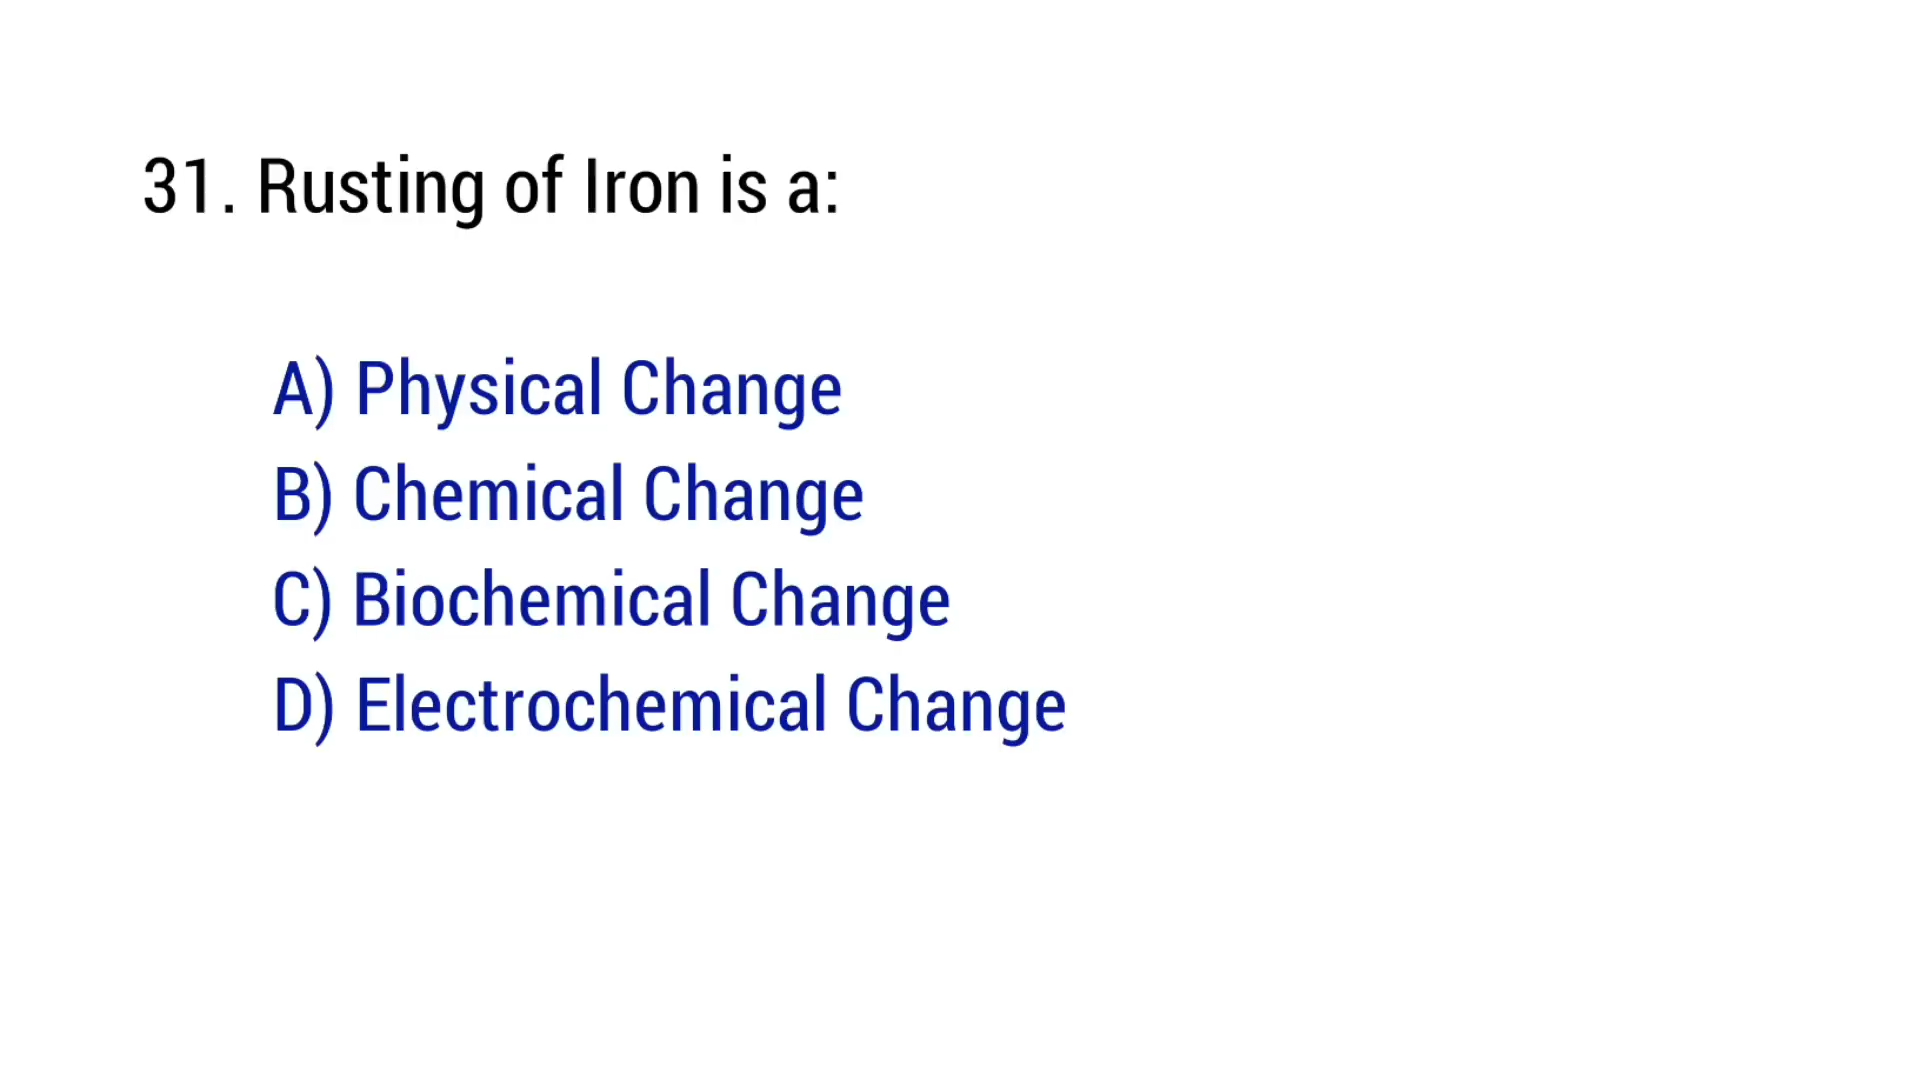 31. Rusting of Iron is a:
A) Physical Change
B) Chemical Change
C) Biochemical Change
D) Electrochemical Change